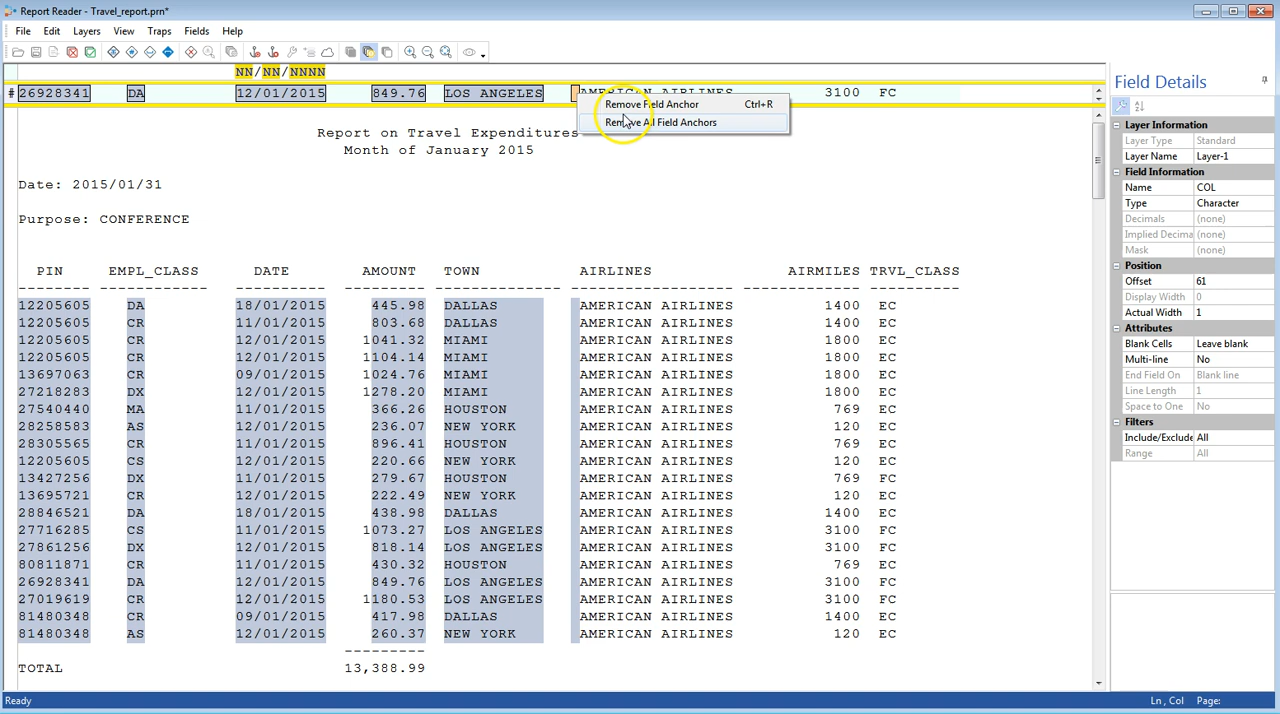 Report Reader - Travel_report.prn*
File Edit Layers View Traps Fields Help
NN/NN/NNNN
#26928341 DA 12/01/2015 849.76 LOS ANGELES AMERICAN AIRLINES 3100 FC
Remove Field Anchor Ctrl+R
Remove All Field Anchors
Report on Travel Expenditures
Month of January 2015
Date: 2015/01/31
Purpose: CONFERENCE
PIN EMPL_CLASS DATE AMOUNT TOWN AIRLINES AIRMILES TRVL_CLASS
-------- ------------ ---------- --------- ------------- ----------------- ------------- ----------
12205605 DA 18/01/2015 445.98 DALLAS AMERICAN AIRLINES 1400 EC
12205605 CR 11/01/2015 803.68 DALLAS AMERICAN AIRLINES 1400 EC
12205605 CR 12/01/2015 1041.32 MIAMI AMERICAN AIRLINES 1800 EC
12205605 CR 12/01/2015 1104.14 MIAMI AMERICAN AIRLINES 1800 EC
13697063 CR 09/01/2015 1024.76 MIAMI AMERICAN AIRLINES 1800 EC
27218283 DX 12/01/2015 1278.20 MIAMI AMERICAN AIRLINES 1800 EC
27540440 MA 11/01/2015 366.26 HOUSTON AMERICAN AIRLINES 769 EC
28258583 AS 12/01/2015 236.07 NEW YORK AMERICAN AIRLINES 120 EC
28305565 CR 11/01/2015 896.41 HOUSTON AMERICAN AIRLINES 769 EC
12205605 CS 12/01/2015 220.66 NEW YORK AMERICAN AIRLINES 120 EC
13427256 DX 11/01/2015 279.67 HOUSTON AMERICAN AIRLINES 769 FC
13695721 CR 12/01/2015 222.49 NEW YORK AMERICAN AIRLINES 120 EC
28846521 DA 18/01/2015 438.98 DALLAS AMERICAN AIRLINES 1400 EC
27716285 CS 11/01/2015 1073.27 LOS ANGELES AMERICAN AIRLINES 3100 FC
27861256 DX 12/01/2015 818.14 LOS ANGELES AMERICAN AIRLINES 3100 FC
80811871 CR 11/01/2015 430.32 HOUSTON AMERICAN AIRLINES 769 EC
26928341 DA 12/01/2015 849.76 LOS ANGELES AMERICAN AIRLINES 3100 FC
27019619 CR 12/01/2015 1180.53 LOS ANGELES AMERICAN AIRLINES 3100 FC
81480348 CR 09/01/2015 417.98 DALLAS AMERICAN AIRLINES 1400 EC
81480348 AS 12/01/2015 260.37 NEW YORK AMERICAN AIRLINES 120 EC
---------
TOTAL 13,388.99
Field Details
Layer Information
Layer Type Standard
Layer Name Layer-1
Field Information
Name COL
Type Character
Decimals (none)
Implied Decima (none)
Mask (none)
Position
Offset 61
Display Width 0
Actual Width 1
Attributes
Blank Cells Leave blank
Multi-line No
End Field On Blank line
Line Length 1
Space to One No
Filters
Include/Exclude All
Range All
Ready Ln , Col Page: